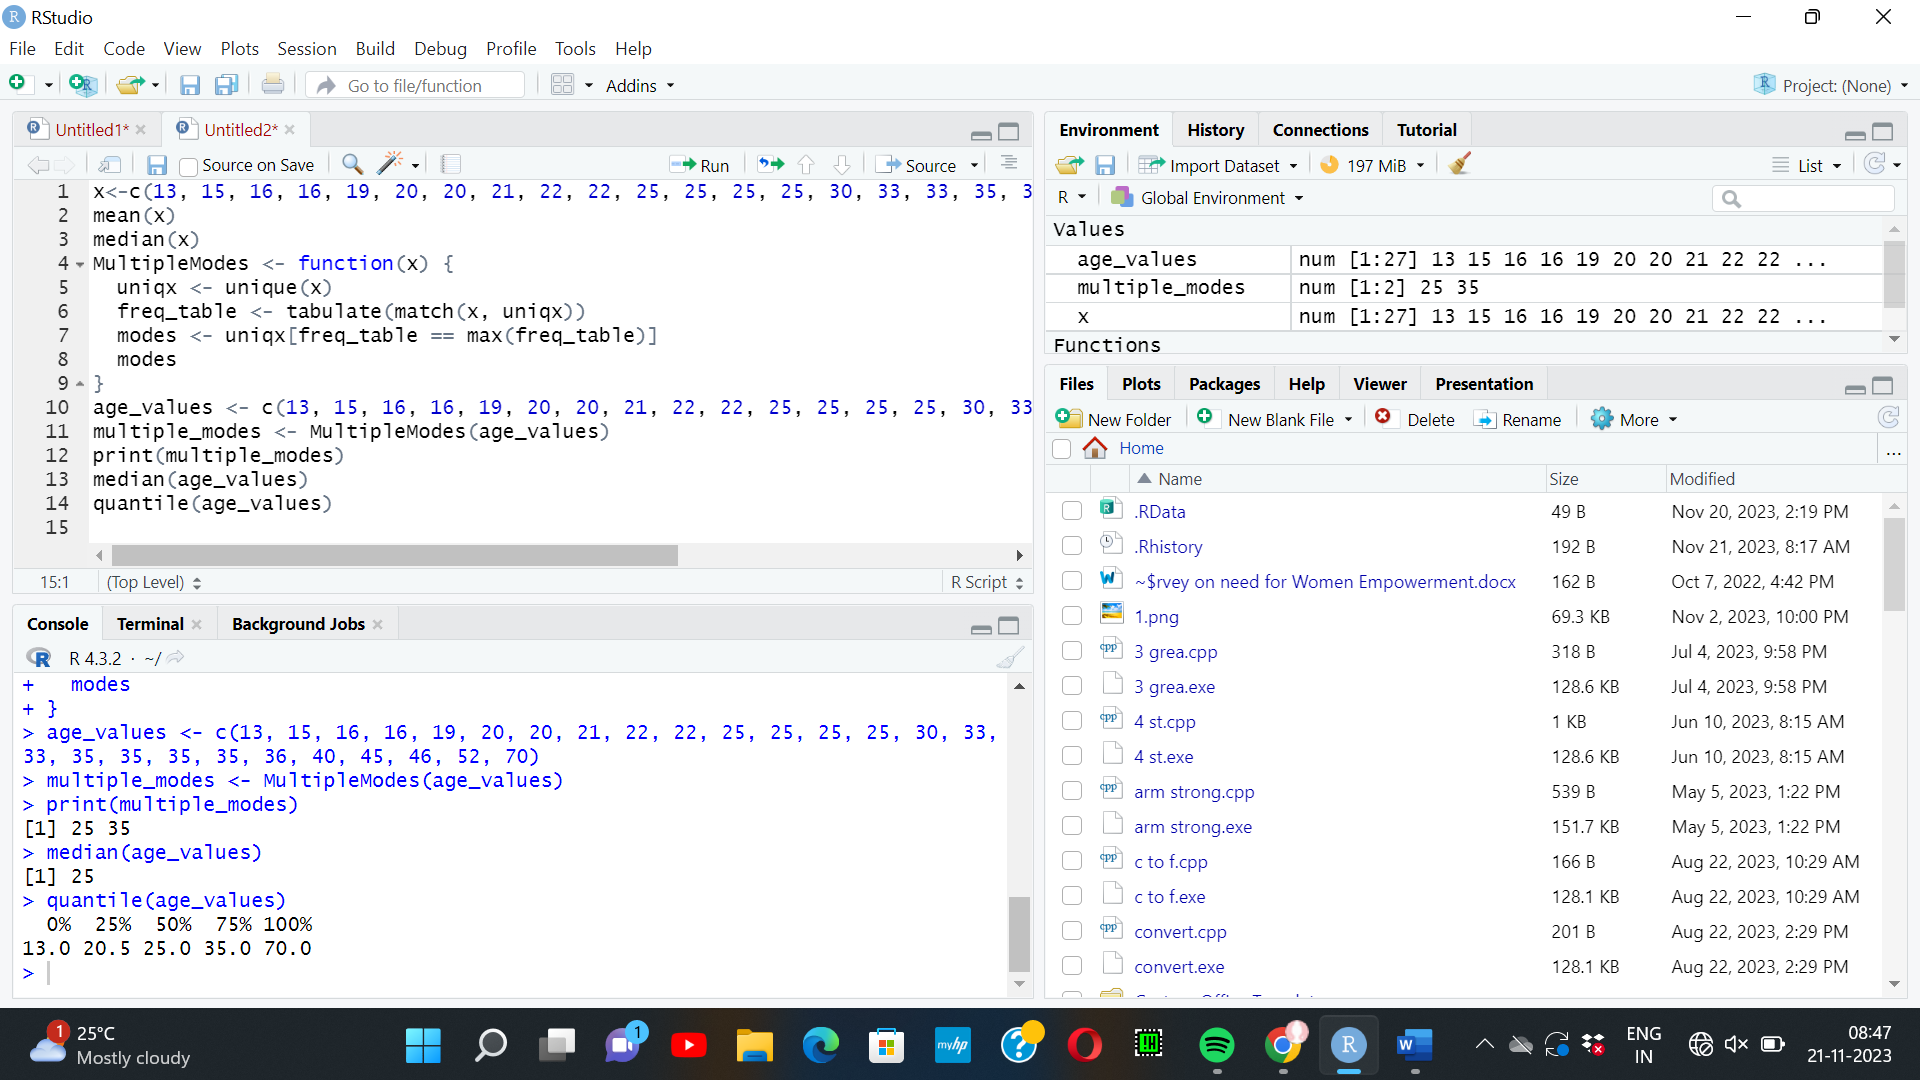 RStudio
File Edit Code View Plots Session Build Debug Profile Tools Help
Go to file/function Addins Project: (None)
Untitled1* Untitled2*
Source on Save Run Source
1 x<-c(13, 15, 16, 16, 19, 20, 20, 21, 22, 22, 25, 25, 25, 25, 30, 33, 33, 35, 3
2 mean(x)
3 median(x)
4 MultipleModes <- function(x) {
5 uniqx <- unique(x)
6 freq_table <- tabulate(match(x, uniqx))
7 modes <- uniqx[freq_table == max(freq_table)]
8 modes
9 }
10 age_values <- c(13, 15, 16, 16, 19, 20, 20, 21, 22, 22, 25, 25, 25, 25, 30, 33
11 multiple_modes <- MultipleModes(age_values)
12 print(multiple_modes)
13 median(age_values)
14 quantile(age_values)
15
15:1 (Top Level) R Script
Console Terminal Background Jobs
R 4.3.2 · ~/
+ modes
+ }
> age_values <- c(13, 15, 16, 16, 19, 20, 20, 21, 22, 22, 25, 25, 25, 25, 30, 33,
33, 35, 35, 35, 35, 36, 40, 45, 46, 52, 70)
> multiple_modes <- MultipleModes(age_values)
> print(multiple_modes)
[1] 25 35
> median(age_values)
[1] 25
> quantile(age_values)
0% 25% 50% 75% 100%
13.0 20.5 25.0 35.0 70.0
>
Environment History Connections Tutorial
Import Dataset 197 MiB List
R Global Environment
Values
age_values num [1:27] 13 15 16 16 19 20 20 21 22 22 ...
multiple_modes num [1:2] 25 35
x num [1:27] 13 15 16 16 19 20 20 21 22 22 ...
Functions
Files Plots Packages Help Viewer Presentation
New Folder New Blank File Delete Rename More
Home ...
Name Size Modified
.RData 49 B Nov 20, 2023, 2:19 PM
.Rhistory 192 B Nov 21, 2023, 8:17 AM
~$rvey on need for Women Empowerment.docx 162 B Oct 7, 2022, 4:42 PM
1.png 69.3 KB Nov 2, 2023, 10:00 PM
3 grea.cpp 318 B Jul 4, 2023, 9:58 PM
3 grea.exe 128.6 KB Jul 4, 2023, 9:58 PM
4 st.cpp 1 KB Jun 10, 2023, 8:15 AM
4 st.exe 128.6 KB Jun 10, 2023, 8:15 AM
arm strong.cpp 539 B May 5, 2023, 1:22 PM
arm strong.exe 151.7 KB May 5, 2023, 1:22 PM
c to f.cpp 166 B Aug 22, 2023, 10:29 AM
c to f.exe 128.1 KB Aug 22, 2023, 10:29 AM
convert.cpp 201 B Aug 22, 2023, 2:29 PM
convert.exe 128.1 KB Aug 22, 2023, 2:29 PM
1 25°C
Mostly cloudy
1
myhp
ENG
IN
08:47
21-11-2023